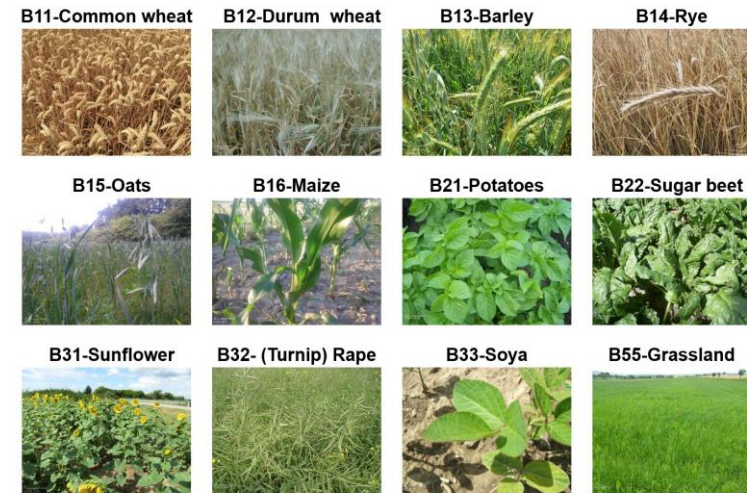 B11-Common wheat
B12-Durum wheat
B13-Barley
B14-Rye
B15-Oats
B16-Maize
B21-Potatoes
B22-Sugar beet
B31-Sunflower
B32- (Turnip) Rape
B33-Soya
B55-Grassland